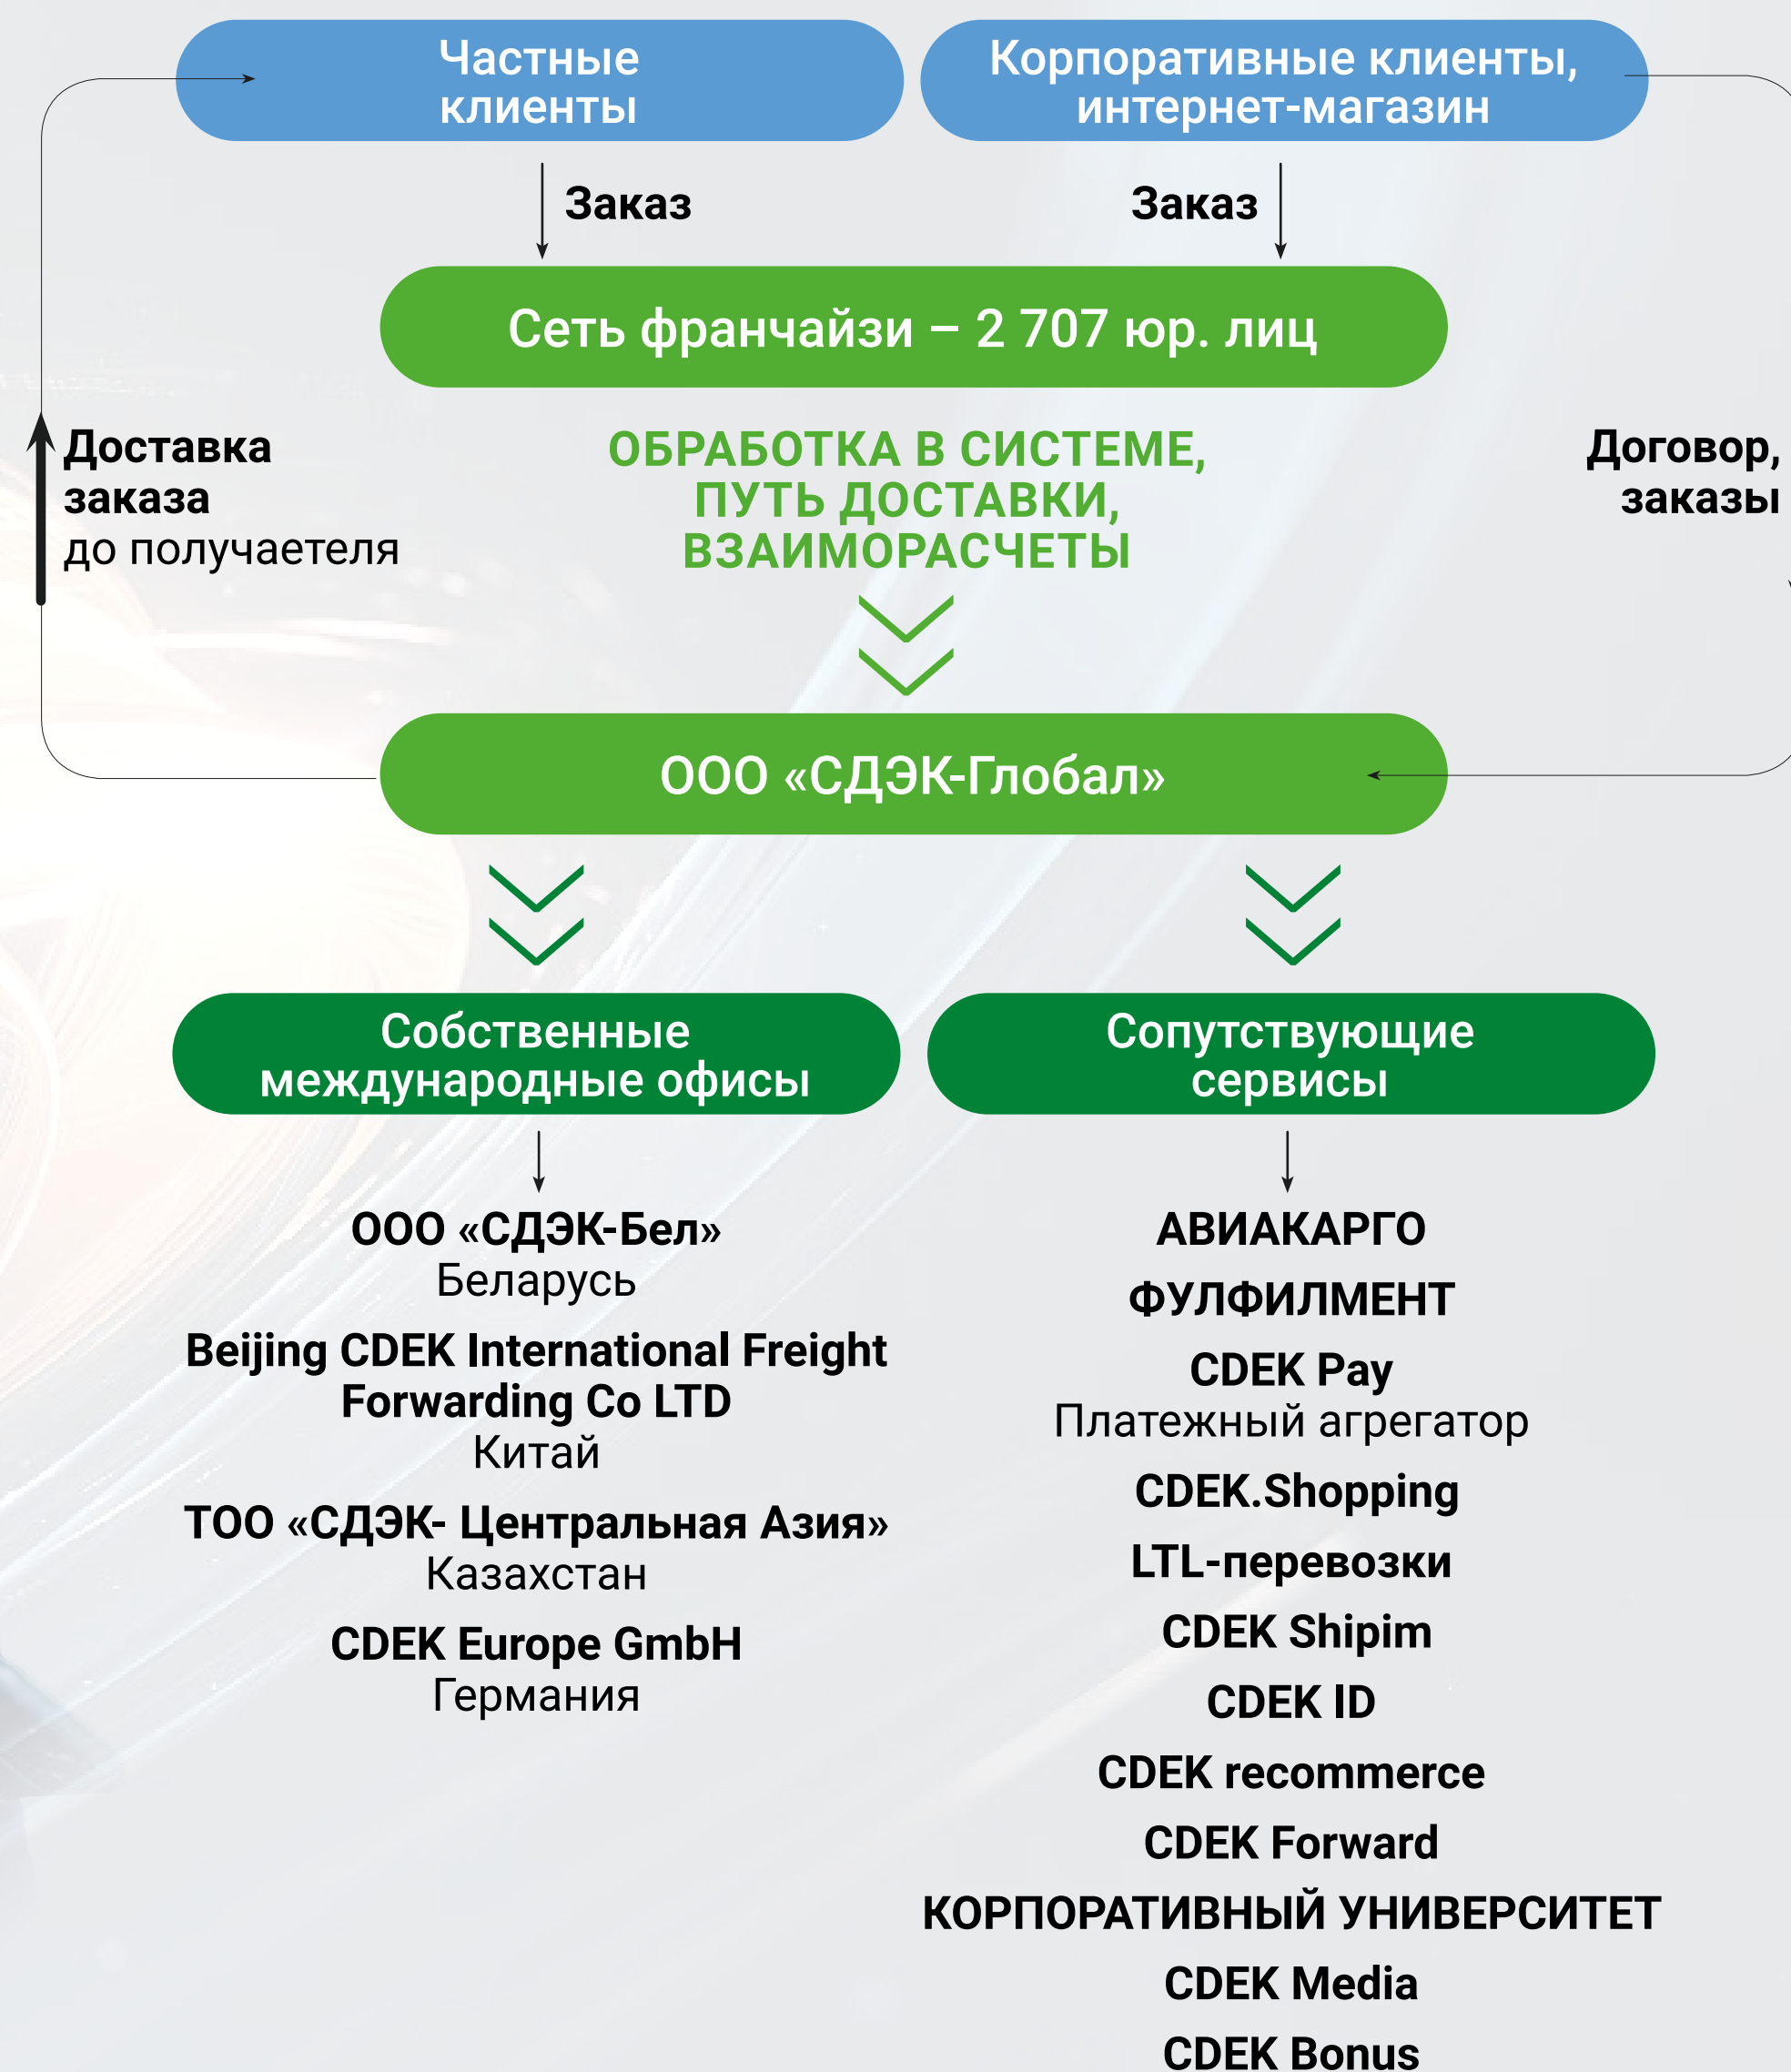 Частные
клиенты
Корпоративные клиенты,
интернет-магазин
Заказ
Заказ
Сеть франчайзи – 2 707 юр. лиц
Доставка
заказа
до получаетеля
ОБРАБОТКА В СИСТЕМЕ,
ПУТЬ ДОСТАВКИ,
ВЗАИМОРАСЧЕТЫ
Договор,
заказы
ООО «СДЭК-Глобал»
Собственные
международные офисы
ООО «СДЭК-Бел»
Беларусь
Beijing CDEK International Freight
Forwarding Co LTD
Китай
ТОО «СДЭК- Центральная Азия»
Казахстан
CDEK Europe GmbH
Германия
Сопутствующие
сервисы
АВИАКАРГО
ФУЛФИЛМЕНТ
CDEK Pay
Платежный агрегатор
CDEK.Shopping
LTL-перевозки
CDEK Shipim
CDEK ID
CDEK recommerce
CDEK Forward
КОРПОРАТИВНЫЙ УНИВЕРСИТЕТ
CDEK Media
CDEK Bonus